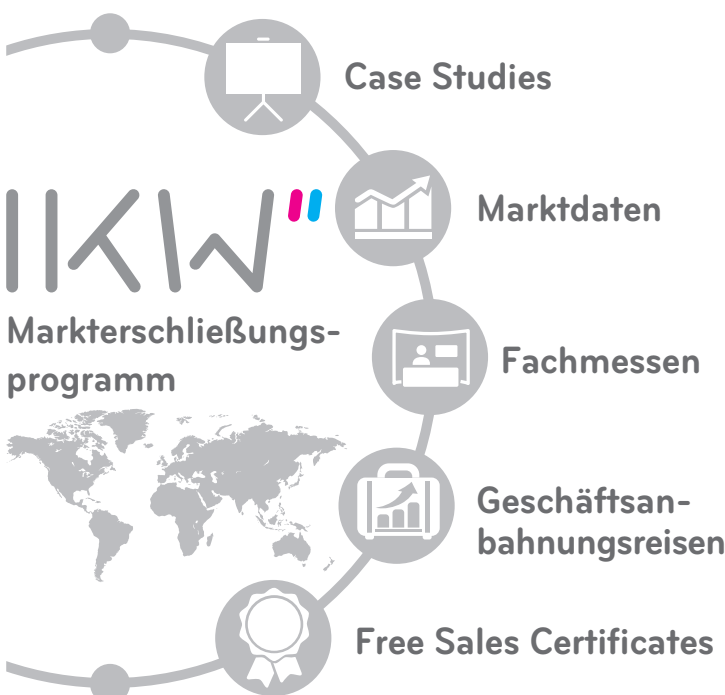 Case Studies
IKW
Marktdaten
Markterschließungs-
programm
Fachmessen
Geschäftsan-
bahnungsreisen
Free Sales Certificates